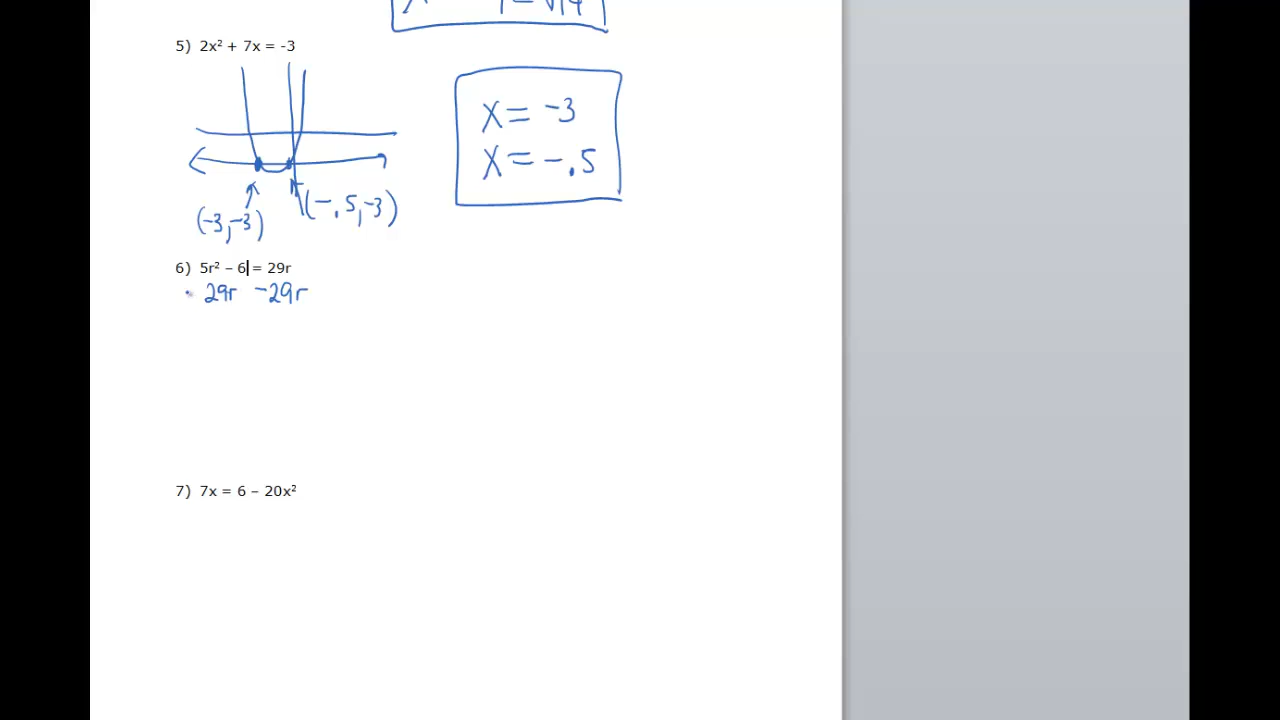 5) 2x² + 7x = -3
x = -3
x = -.5
(-3,-3)
(-.5,-3)
6) 5r² – 6 = 29r
29r -29r
7) 7x = 6 – 20x²